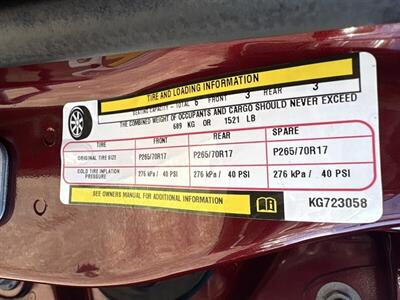 TIRE AND LOADING INFORMATION
SEATING CAPACITY - TOTAL 6 FRONT 3 REAR 3
THE COMBINED WEIGHT OF OCCUPANTS AND CARGO SHOULD NEVER EXCEED
689 KG OR 1521 LB
TIRE FRONT REAR SPARE
ORIGINAL TIRE SIZE P265/70R17 P265/70R17 P265/70R17
COLD TIRE INFLATION PRESSURE 276 kPa / 40 PSI 276 kPa / 40 PSI 276 kPa / 40 PSI
SEE OWNERS MANUAL FOR ADDITIONAL INFORMATION KG723058